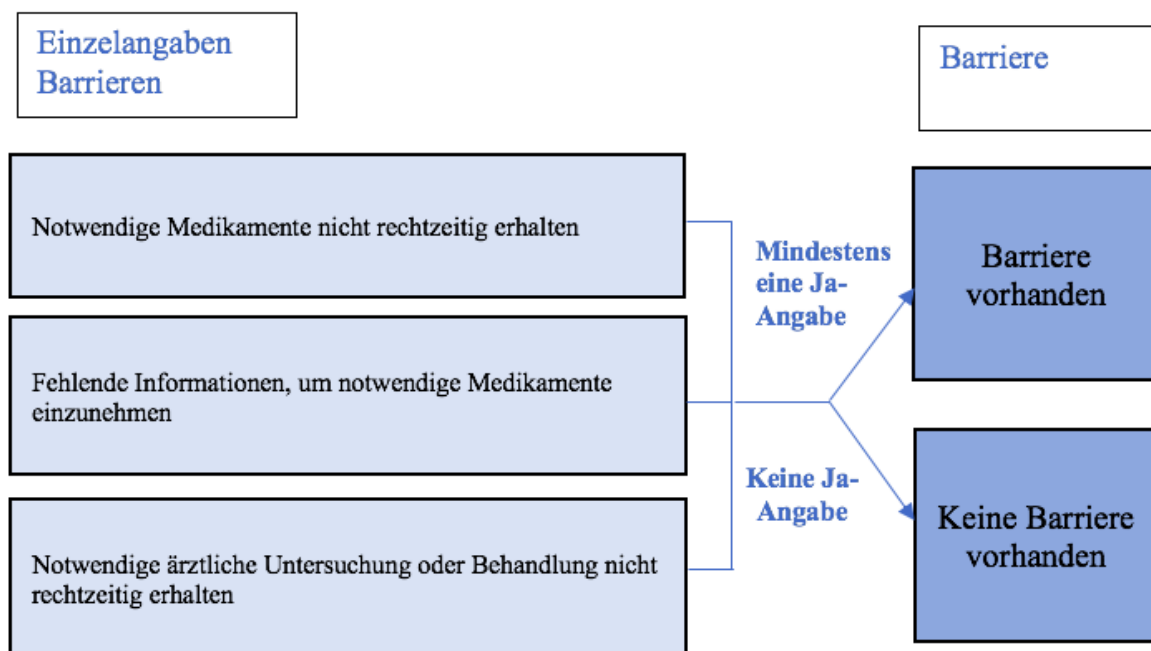 Einzelangaben
Barrieren
Barriere
Notwendige Medikamente nicht rechtzeitig erhalten
Mindestens
eine Ja-
Angabe
Barriere
vorhanden
Fehlende Informationen, um notwendige Medikamente
einzunehmen
Keine Ja-
Angabe
Keine Barriere
vorhanden
Notwendige ärztliche Untersuchung oder Behandlung nicht
rechtzeitig erhalten